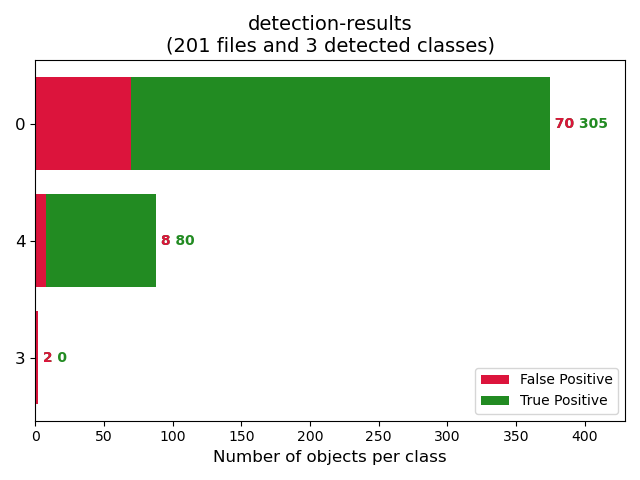 detection-results
(201 files and 3 detected classes)
0
70 305
4
8 80
3
2 0
False Positive
True Positive
0 50 100 150 200 250 300 350 400
Number of objects per class